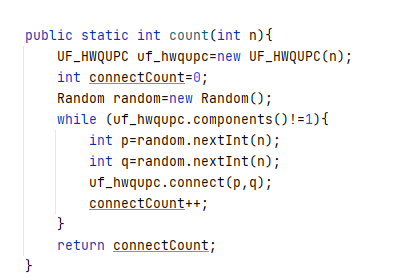 public static int count(int n){
    UF_HWQUPC uf_hwqupc=new UF_HWQUPC(n);
    int connectCount=0;
    Random random=new Random();
    while (uf_hwqupc.components()!=1){
        int p=random.nextInt(n);
        int q=random.nextInt(n);
        uf_hwqupc.connect(p,q);
        connectCount++;
    }
    return connectCount;
}